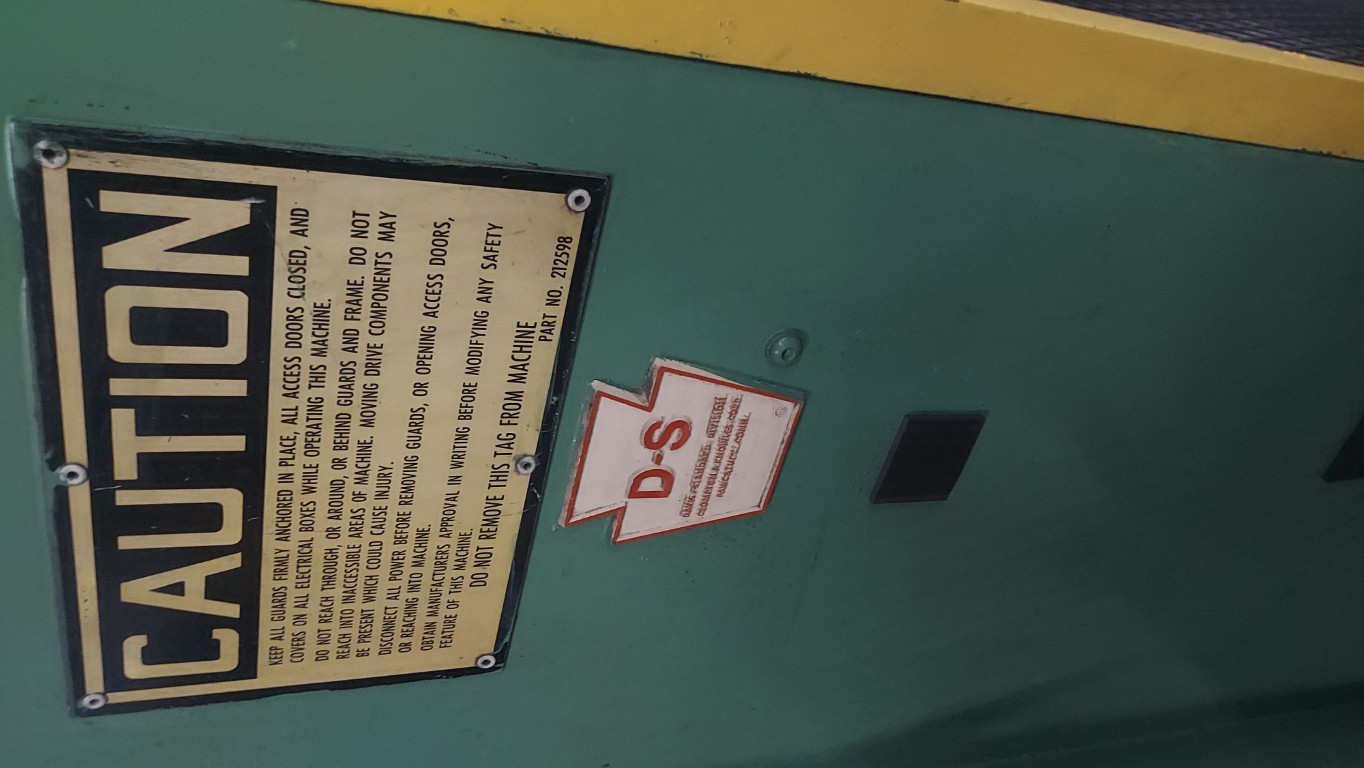 CAUTION
KEEP ALL GUARDS FIRMLY ANCHORED IN PLACE, ALL ACCESS DOORS CLOSED, AND
COVERS ON ALL ELECTRICAL BOXES WHILE OPERATING THIS MACHINE.
DO NOT REACH THROUGH, OR AROUND, OR BEHIND GUARDS AND FRAME. DO NOT
REACH INTO INACCESSIBLE AREAS OF MACHINE. MOVING DRIVE COMPONENTS MAY
BE PRESENT WHICH COULD CAUSE INJURY.
DISCONNECT ALL POWER BEFORE REMOVING GUARDS, OR OPENING ACCESS DOORS,
OR REACHING INTO MACHINE.
OBTAIN MANUFACTURERS APPROVAL IN WRITING BEFORE MODIFYING ANY SAFETY
FEATURE OF THIS MACHINE.
DO NOT REMOVE THIS TAG FROM MACHINE
PART NO. 212598
D-S
STANDARD DIVISION
CORP.
CONN.